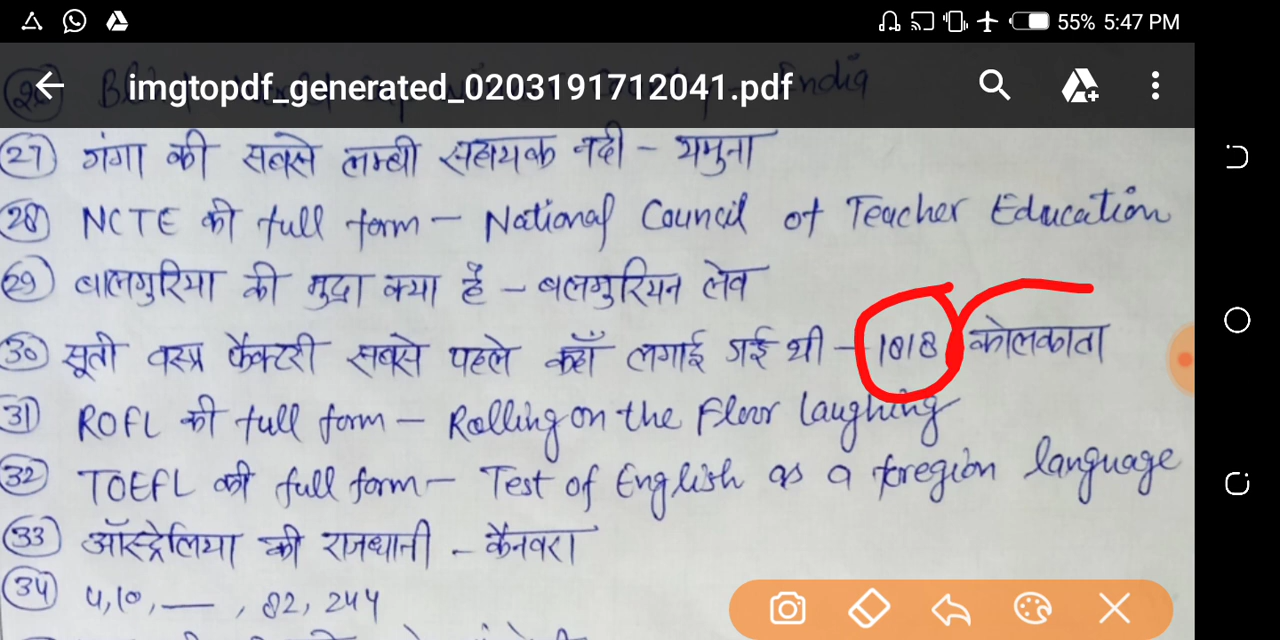 55% 5:47 PM
imgtopdf_generated_0203191712041.pdf
India
27 गंगा की सबसे लम्बी सहायक नदी - यमुना
28 NCTE की full form - National Council of Teacher Education
29 बालगुरिया की मुद्रा क्या है - बलगुरियन लेव
30 सूती वस्त्र फैक्टरी सबसे पहले कहाँ लगाई गई थी - 1818 कोलकाता
31 ROFL की full form - Rolling on the Floor laughing
32 TOEFL की full form - Test of English as a foregion language
33 ऑस्ट्रेलिया की राजधानी - कैनवरा
34 4,10, __, 82, 244